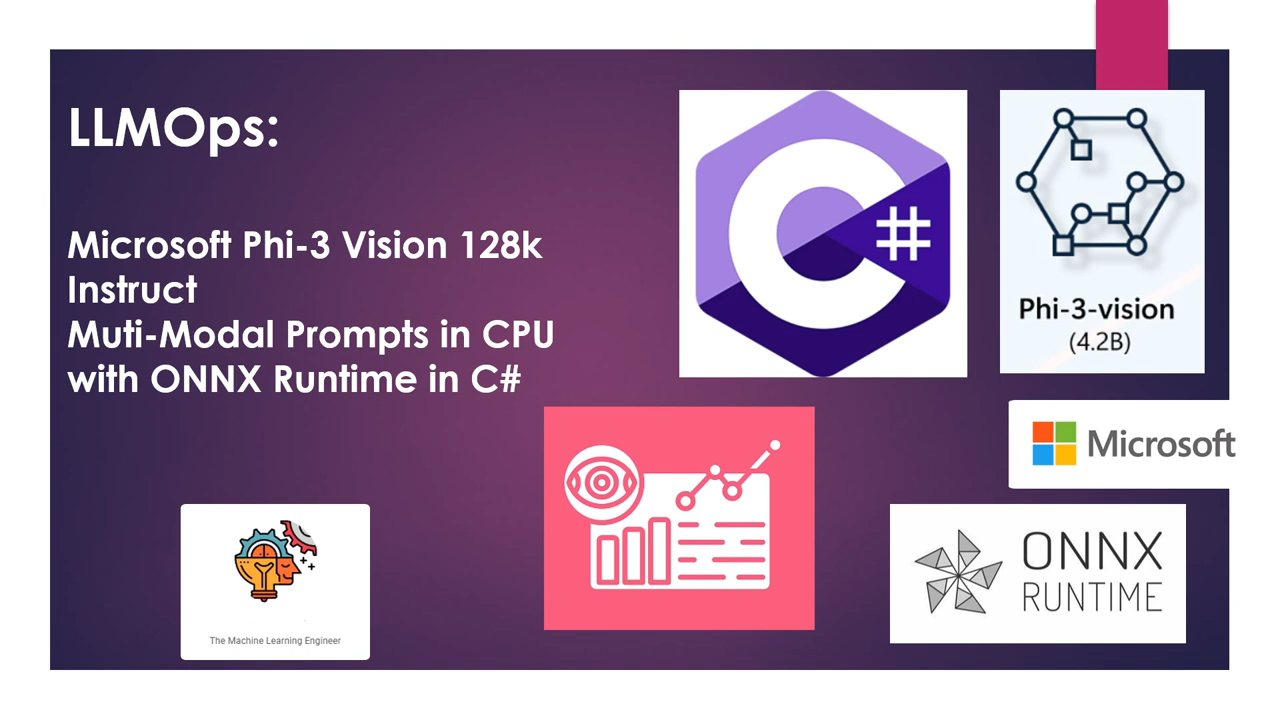 LLMOps:
Microsoft Phi-3 Vision 128k
Instruct
Muti-Modal Prompts in CPU
with ONNX Runtime in C#
C#
Phi-3-vision
(4.2B)
Microsoft
ONNX
RUNTIME
The Machine Learning Engineer